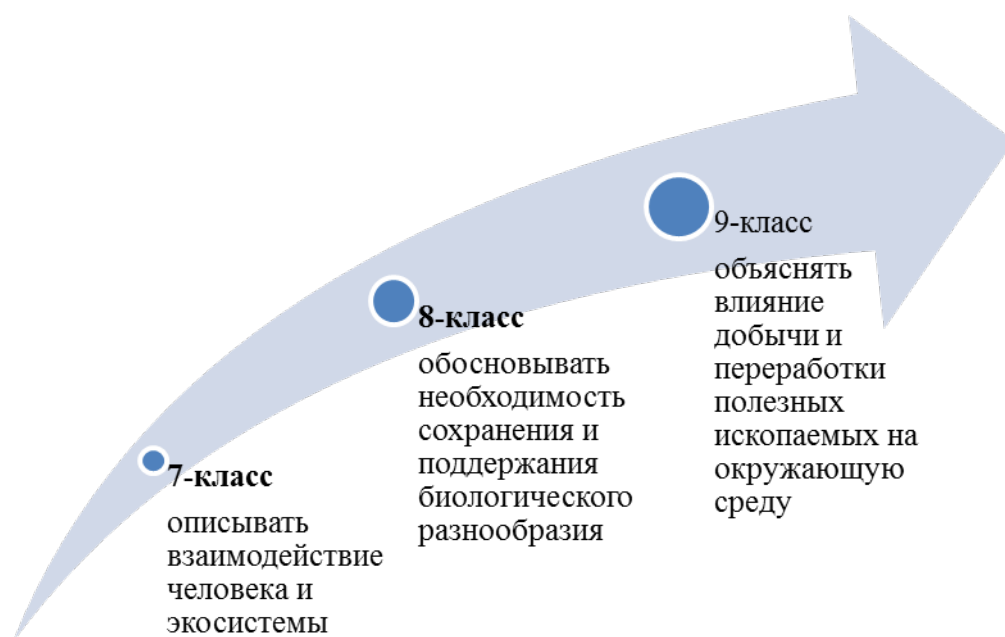 7-класс
описывать
взаимодействие
человека и
экосистемы
8-класс
обосновывать
необходимость
сохранения и
поддержания
биологического
разнообразия
9-класс
объяснять
влияние
добычи и
переработки
полезных
ископаемых на
окружающую
среду